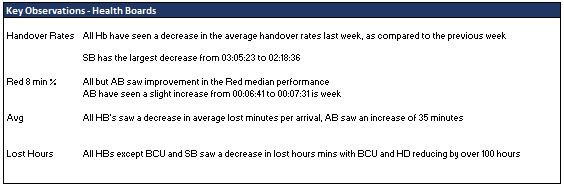 Key Observations - Health Boards
Handover Rates All Hb have seen a decrease in the average handover rates last week, as compared to the previous week
SB has the largest decrease from 03:05:23 to 02:18:36
Red 8 min % All but AB saw improvement in the Red median performance
AB have seen a slight increase from 00:06:41 to 00:07:31 is week
Avg All HB's saw a decrease in average lost minutes per arrival, AB saw an increase of 35 minutes
Lost Hours All HBs except BCU and SB saw a decrease in lost hours mins with BCU and HD reducing by over 100 hours